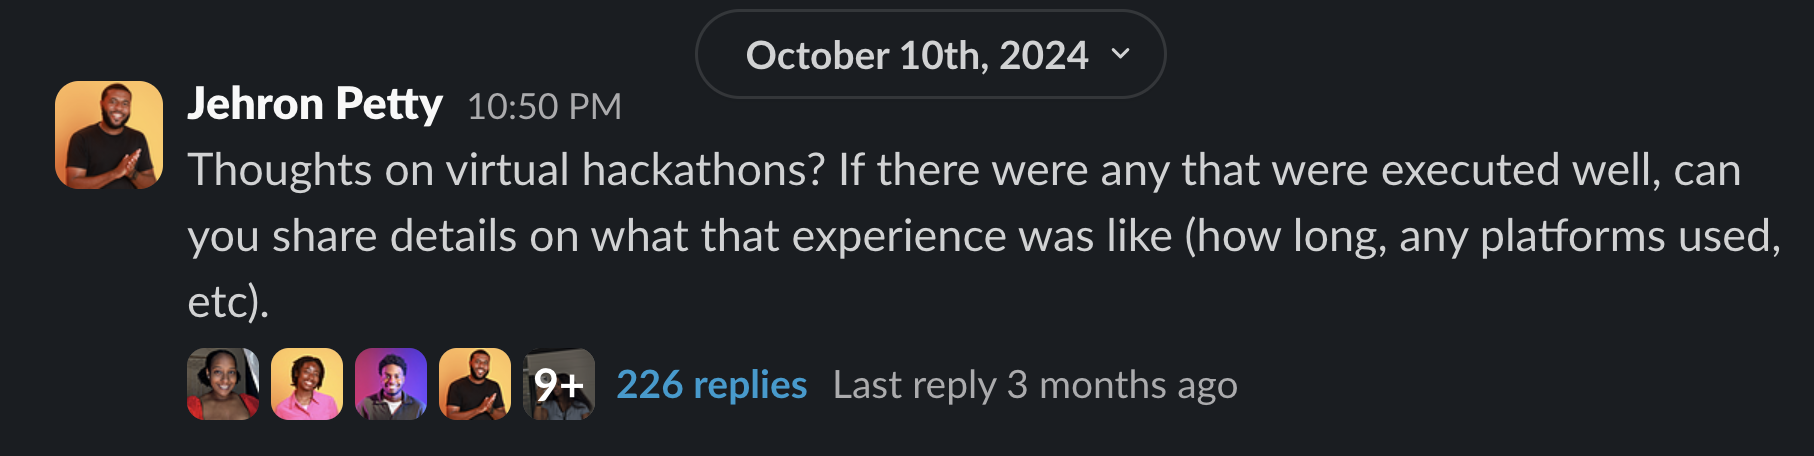 October 10th, 2024
Jehron Petty 10:50 PM
Thoughts on virtual hackathons? If there were any that were executed well, can
you share details on what that experience was like (how long, any platforms used,
etc).
9+ 226 replies Last reply 3 months ago